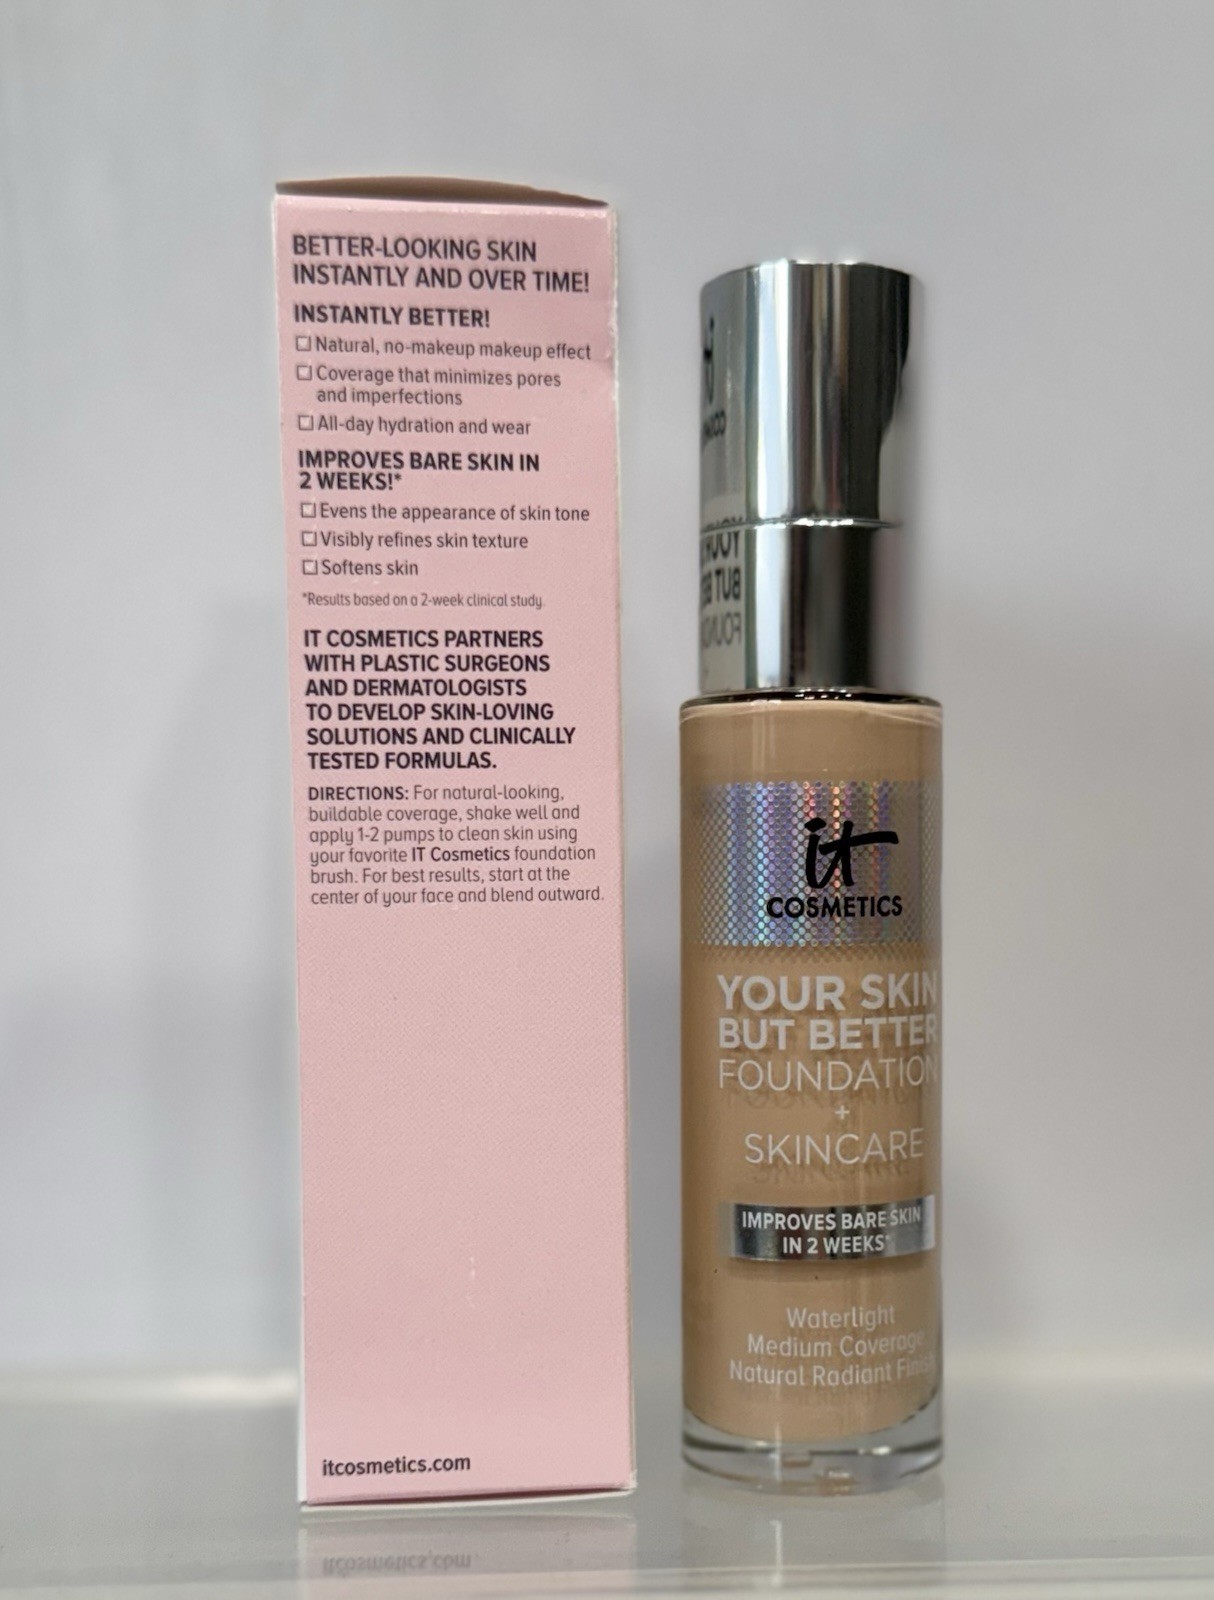 BETTER-LOOKING SKIN
INSTANTLY AND OVER TIME!
INSTANTLY BETTER!
Natural, no-makeup makeup effect
Coverage that minimizes pores
and imperfections
All-day hydration and wear
IMPROVES BARE SKIN IN
2 WEEKS!*
Evens the appearance of skin tone
Visibly refines skin texture
Softens skin
*Results based on a 2-week clinical study.
IT COSMETICS PARTNERS
WITH PLASTIC SURGEONS
AND DERMATOLOGISTS
TO DEVELOP SKIN-LOVING
SOLUTIONS AND CLINICALLY
TESTED FORMULAS.
DIRECTIONS: For natural-looking,
buildable coverage, shake well and
apply 1-2 pumps to clean skin using
your favorite IT Cosmetics foundation
brush. For best results, start at the
center of your face and blend outward.
itcosmetics.com
it
COSMETICS
YOUR SKIN
BUT BETTER
FOUNDATION
+
SKINCARE
IMPROVES BARE SKIN
IN 2 WEEKS*
Waterlight
Medium Coverage
Natural Radiant Finish